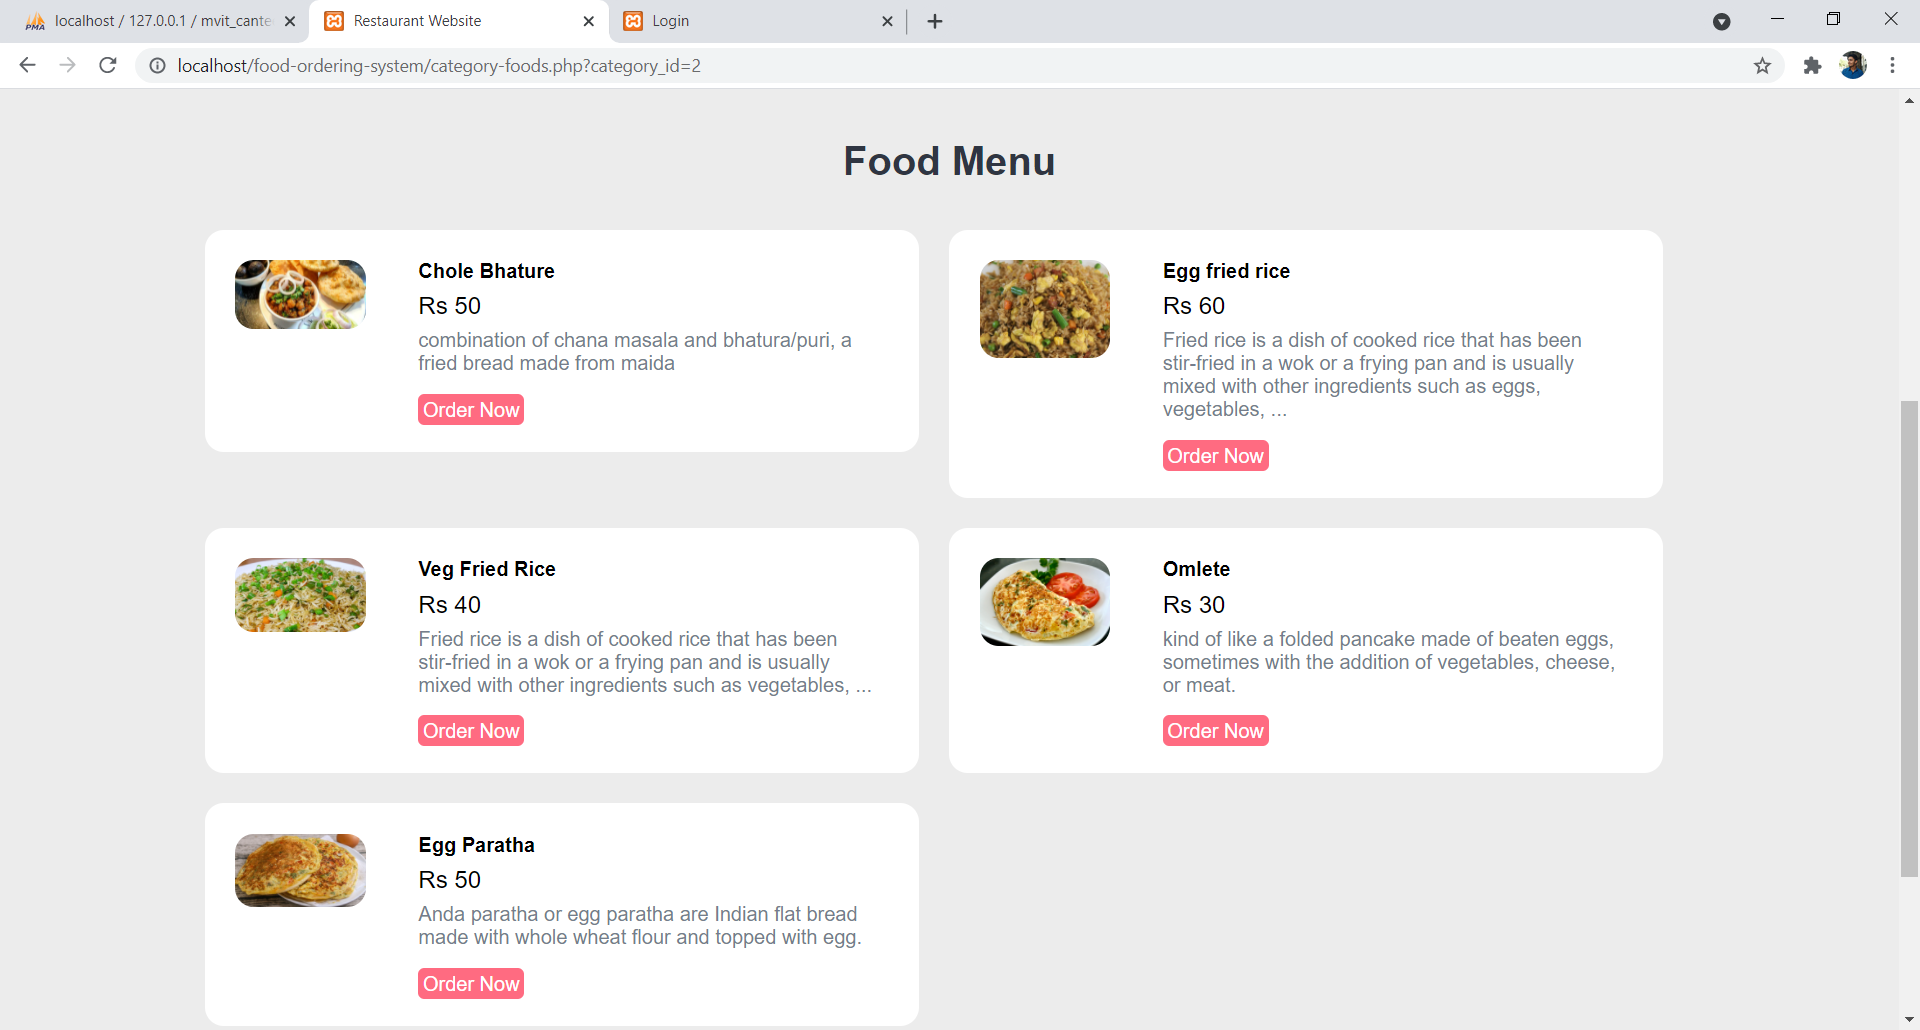 PMA
localhost / 127.0.0.1 / mvit_cante
Restaurant Website
Login
localhost/food-ordering-system/category-foods.php?category_id=2
Food Menu
Chole Bhature
Rs 50
combination of chana masala and bhatura/puri, a
fried bread made from maida
Order Now
Egg fried rice
Rs 60
Fried rice is a dish of cooked rice that has been
stir-fried in a wok or a frying pan and is usually
mixed with other ingredients such as eggs,
vegetables, ...
Order Now
Veg Fried Rice
Rs 40
Fried rice is a dish of cooked rice that has been
stir-fried in a wok or a frying pan and is usually
mixed with other ingredients such as vegetables, ...
Order Now
Omlete
Rs 30
kind of like a folded pancake made of beaten eggs,
sometimes with the addition of vegetables, cheese,
or meat.
Order Now
Egg Paratha
Rs 50
Anda paratha or egg paratha are Indian flat bread
made with whole wheat flour and topped with egg.
Order Now